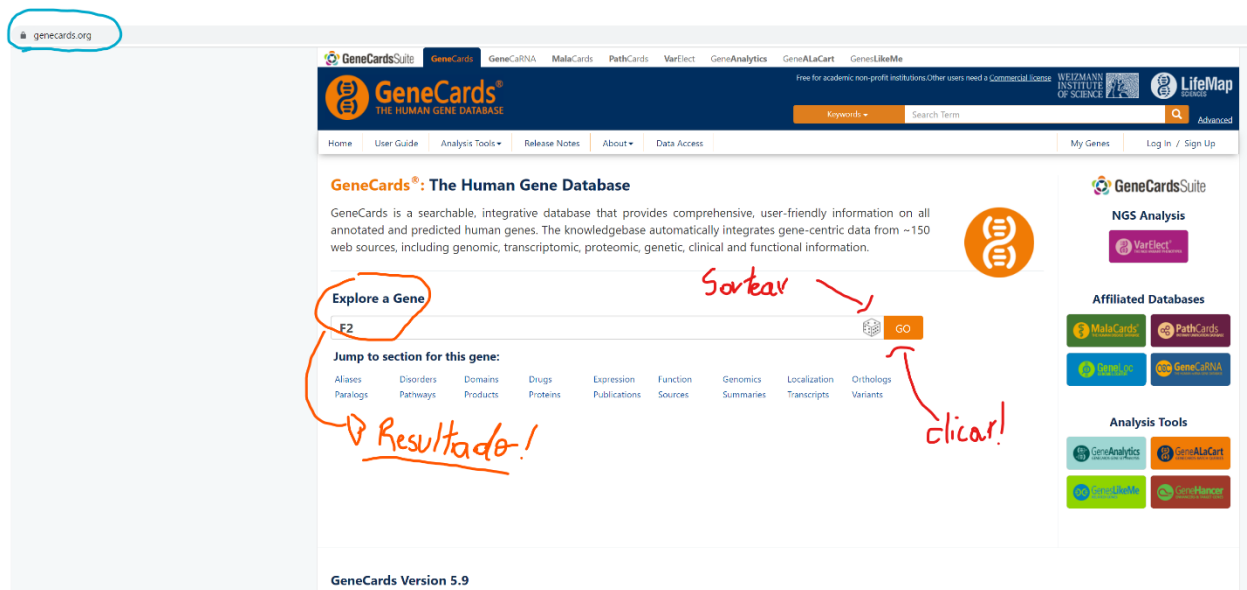 genecards.org
GeneCardsSuite GeneCards GeneCaRNA MalaCards PathCards VarElect GeneAnalytics GeneALaCart GenesLikeMe
GeneCards®
THE HUMAN GENE DATABASE
Free for academic non-profit institutions.Other users need a Commercial license
WEIZMANN
INSTITUTE
OF SCIENCE
LifeMap
SCIENCES
Keywords Search Term Advanced
Home User Guide Analysis Tools About Release Notes Data Access My Genes Log In / Sign Up
GeneCards®: The Human Gene Database
GeneCards is a searchable, integrative database that provides comprehensive, user-friendly information on all
annotated and predicted human genes. The knowledgebase automatically integrates gene-centric data from ~150
web sources, including genomic, transcriptomic, proteomic, genetic, clinical and functional information.
Sortear
Explore a Gene
F2 GO
Jump to section for this gene:
Aliases Disorders Domains Drugs Expression Function Genomics Localization Orthologs
Paralogs Pathways Products Proteins Publications Sources Summaries Transcripts Variants
Resultado!
clicar!
GeneCardsSuite
NGS Analysis
VarElect
Affiliated Databases
MalaCards PathCards
GeneLoc GeneCaRNA
Analysis Tools
GeneAnalytics GeneALaCart
GenesLikeMe GeneHancer
GeneCards Version 5.9